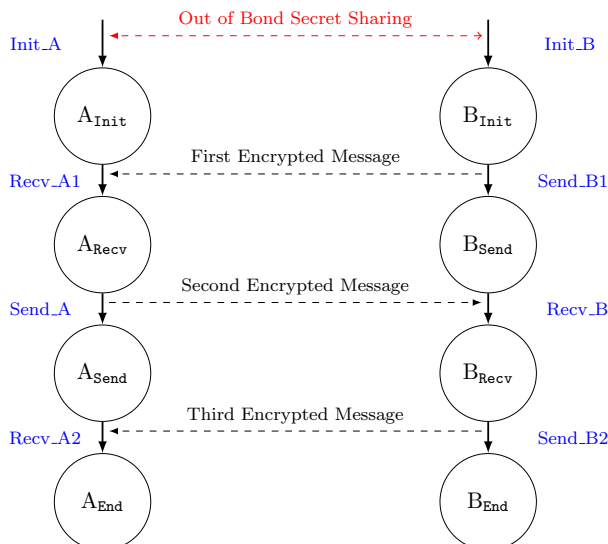 Out of Bond Secret Sharing
Init_A
Init_B
A_Init
B_Init
First Encrypted Message
Recv_A1
Send_B1
A_Recv
B_Send
Second Encrypted Message
Send_A
Recv_B
A_Send
B_Recv
Third Encrypted Message
Recv_A2
Send_B2
A_End
B_End